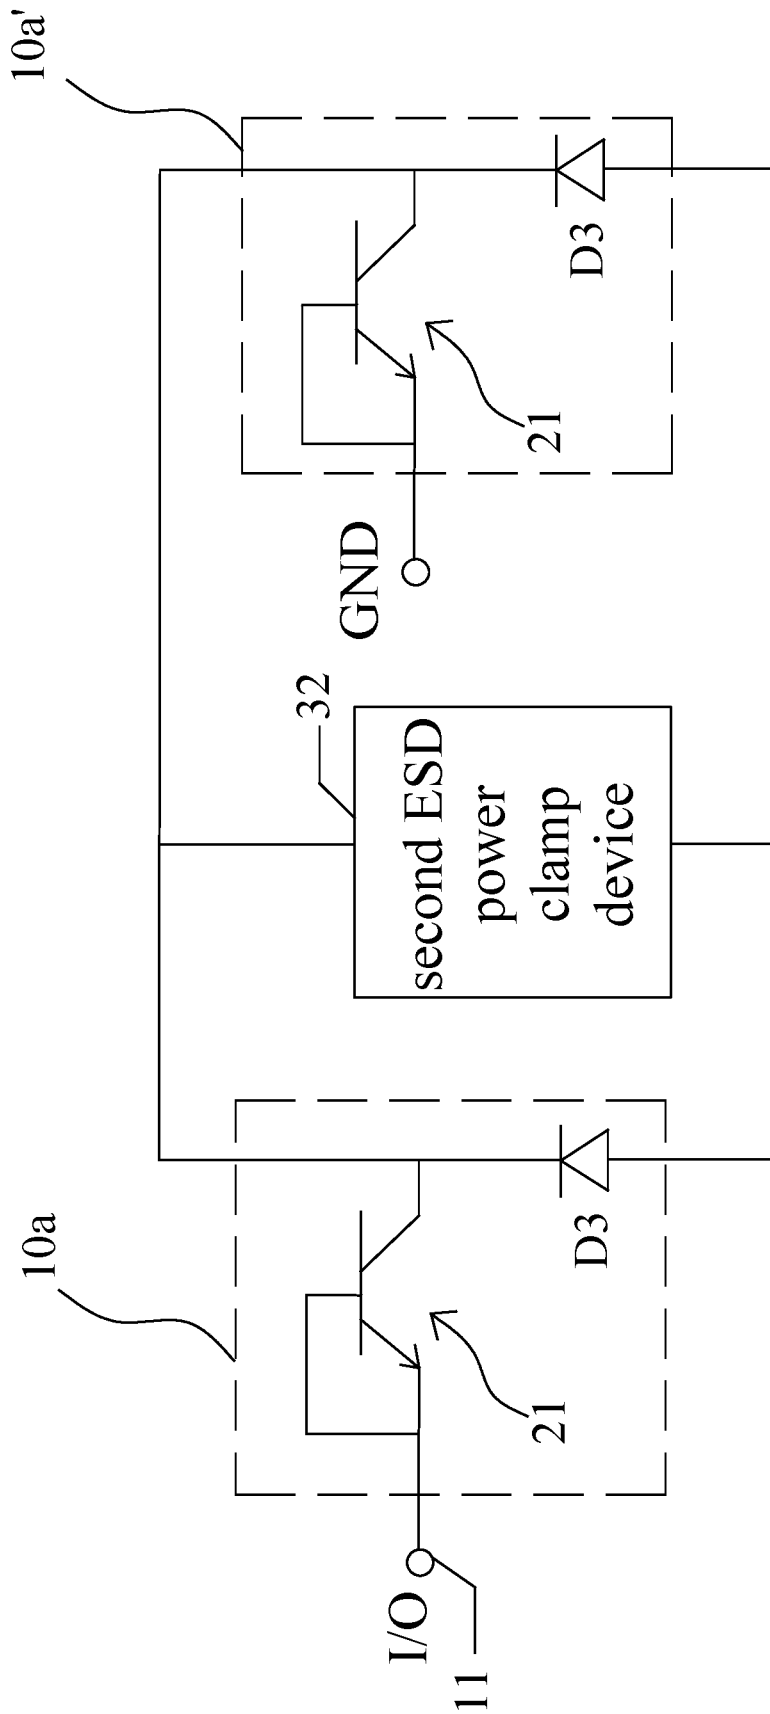 10a
10a'
I/O
11
21
D3
32
second ESD
power
clamp
device
GND
21
D3